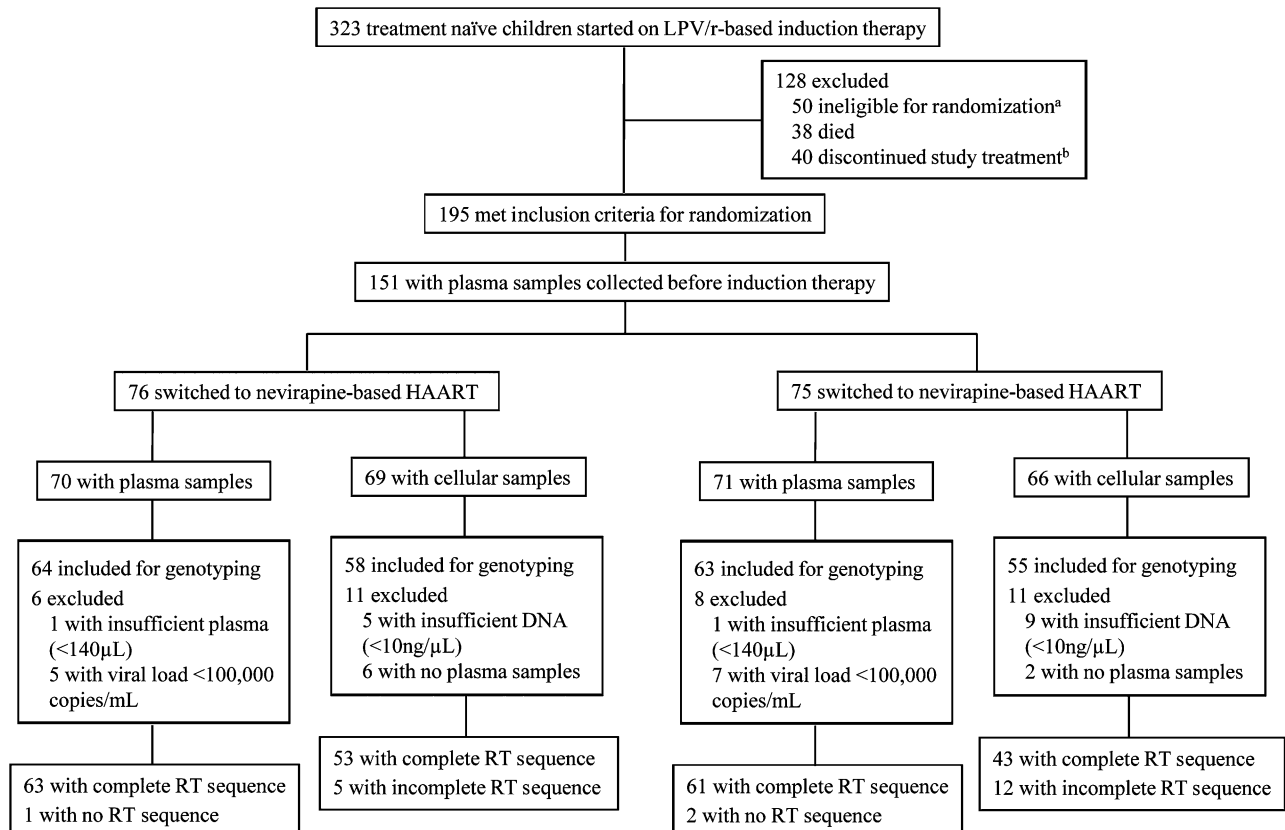 323 treatment naïve children started on LPV/r-based induction therapy
128 excluded
50 ineligible for randomizationᵃ
38 died
40 discontinued study treatmentᵇ
195 met inclusion criteria for randomization
151 with plasma samples collected before induction therapy
76 switched to nevirapine-based HAART
75 switched to nevirapine-based HAART
70 with plasma samples
69 with cellular samples
71 with plasma samples
66 with cellular samples
64 included for genotyping
6 excluded
1 with insufficient plasma
(<140µL)
5 with viral load <100,000
copies/mL
58 included for genotyping
11 excluded
5 with insufficient DNA
(<10ng/µL)
6 with no plasma samples
63 included for genotyping
8 excluded
1 with insufficient plasma
(<140µL)
7 with viral load <100,000
copies/mL
55 included for genotyping
11 excluded
9 with insufficient DNA
(<10ng/µL)
2 with no plasma samples
63 with complete RT sequence
1 with no RT sequence
53 with complete RT sequence
5 with incomplete RT sequence
61 with complete RT sequence
2 with no RT sequence
43 with complete RT sequence
12 with incomplete RT sequence